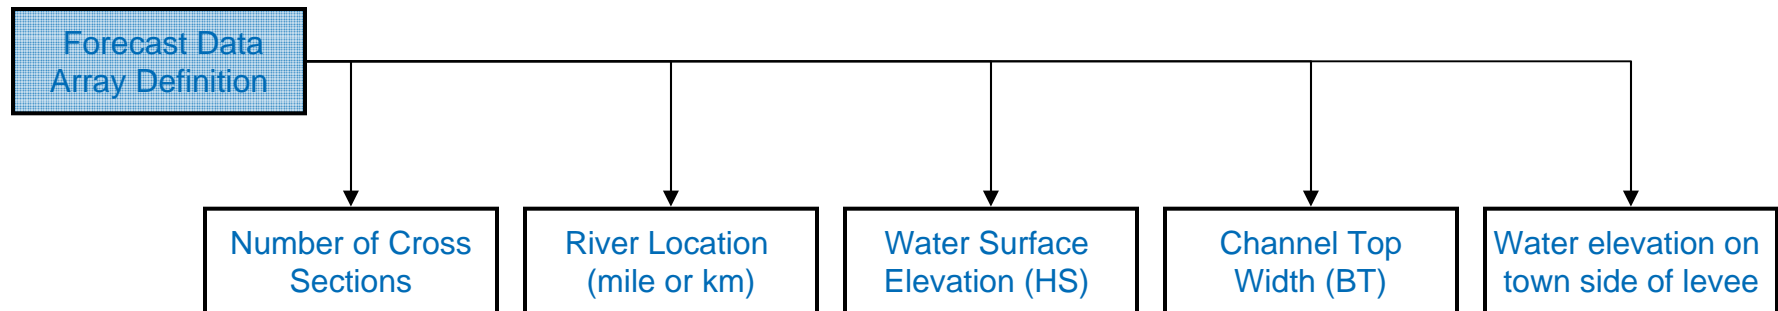 Forecast Data
Array Definition
Number of Cross
Sections
River Location
(mile or km)
Water Surface
Elevation (HS)
Channel Top
Width (BT)
Water elevation on
town side of levee